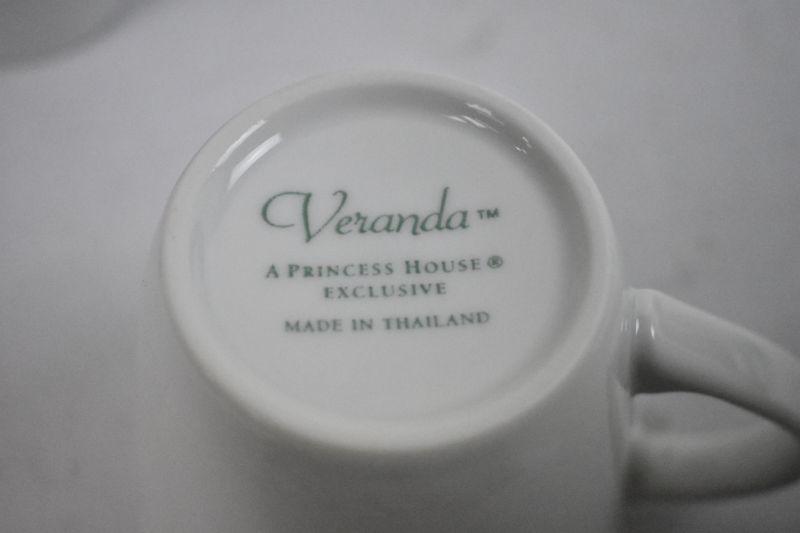 Veranda™
A PRINCESS HOUSE®
EXCLUSIVE
MADE IN THAILAND